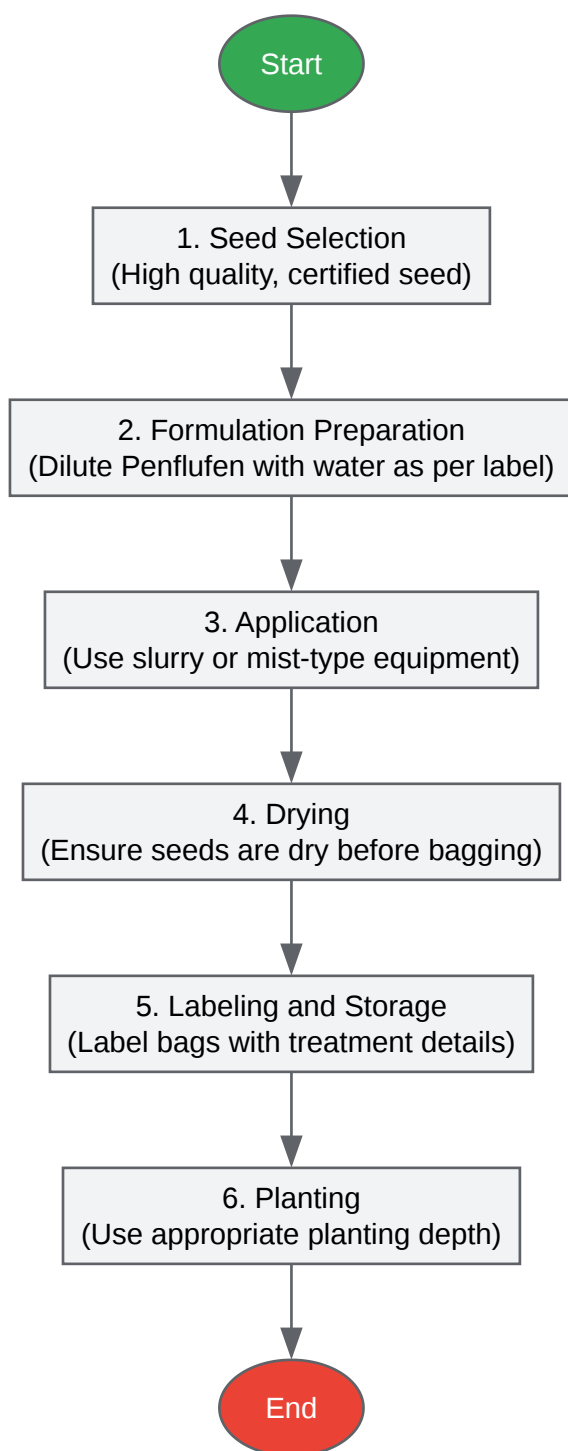 Start
1. Seed Selection
(High quality, certified seed)
2. Formulation Preparation
(Dilute Penflufen with water as per label)
3. Application
(Use slurry or mist-type equipment)
4. Drying
(Ensure seeds are dry before bagging)
5. Labeling and Storage
(Label bags with treatment details)
6. Planting
(Use appropriate planting depth)
End